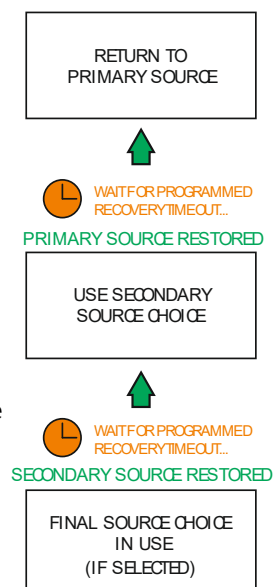 RETURN TO
PRIMARY SOURCE
WAIT FOR PROGRAMMED
RECOVERY TIMEOUT...
PRIMARY SOURCE RESTORED
USE SECONDARY
SOURCE CHOICE
e
WAIT FOR PROGRAMMED
RECOVERY TIMEOUT...
SECONDARY SOURCE RESTORED
FINAL SOURCE CHOICE
IN USE
(IF SELECTED)